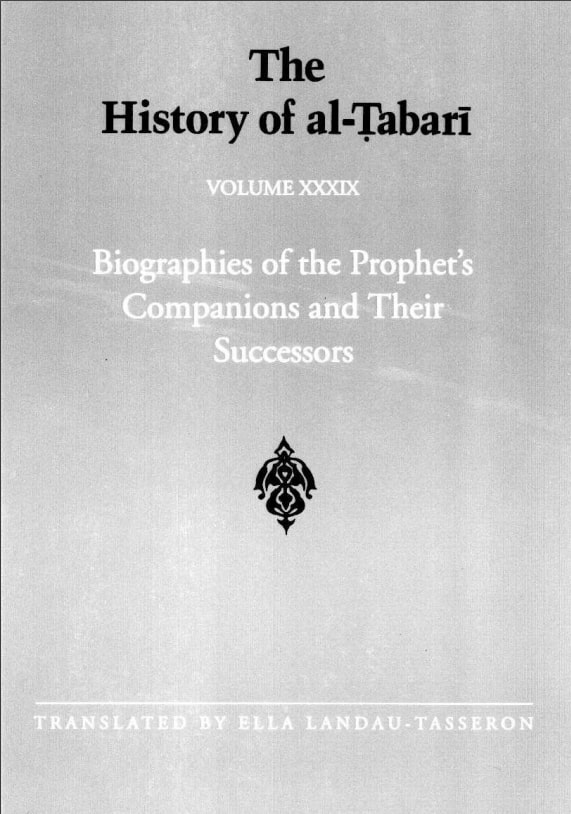 The
History of al-Ṭabarī
VOLUME XXXIX
Biographies of the Prophet's
Companions and Their
Successors
TRANSLATED BY ELLA LANDAU-TASSERON